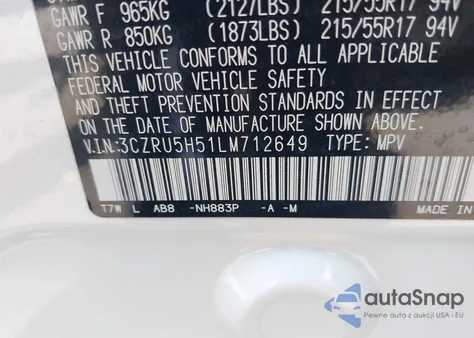 GAWR F 965KG (2127LBS) 215/55R17 94V
GAWR R 850KG (1873LBS) 215/55R17 94V
THIS VEHICLE CONFORMS TO ALL APPLICABLE
FEDERAL MOTOR VEHICLE SAFETY
AND THEFT PREVENTION STANDARDS IN EFFECT
ON THE DATE OF MANUFACTURE SHOWN ABOVE.
V.I.N:3CZRU5H51LM712649 TYPE:MPV
T7W L AB8 -NH883P -A -M MADE IN
autoSnap
Pewne auta z aukcji USA i EU